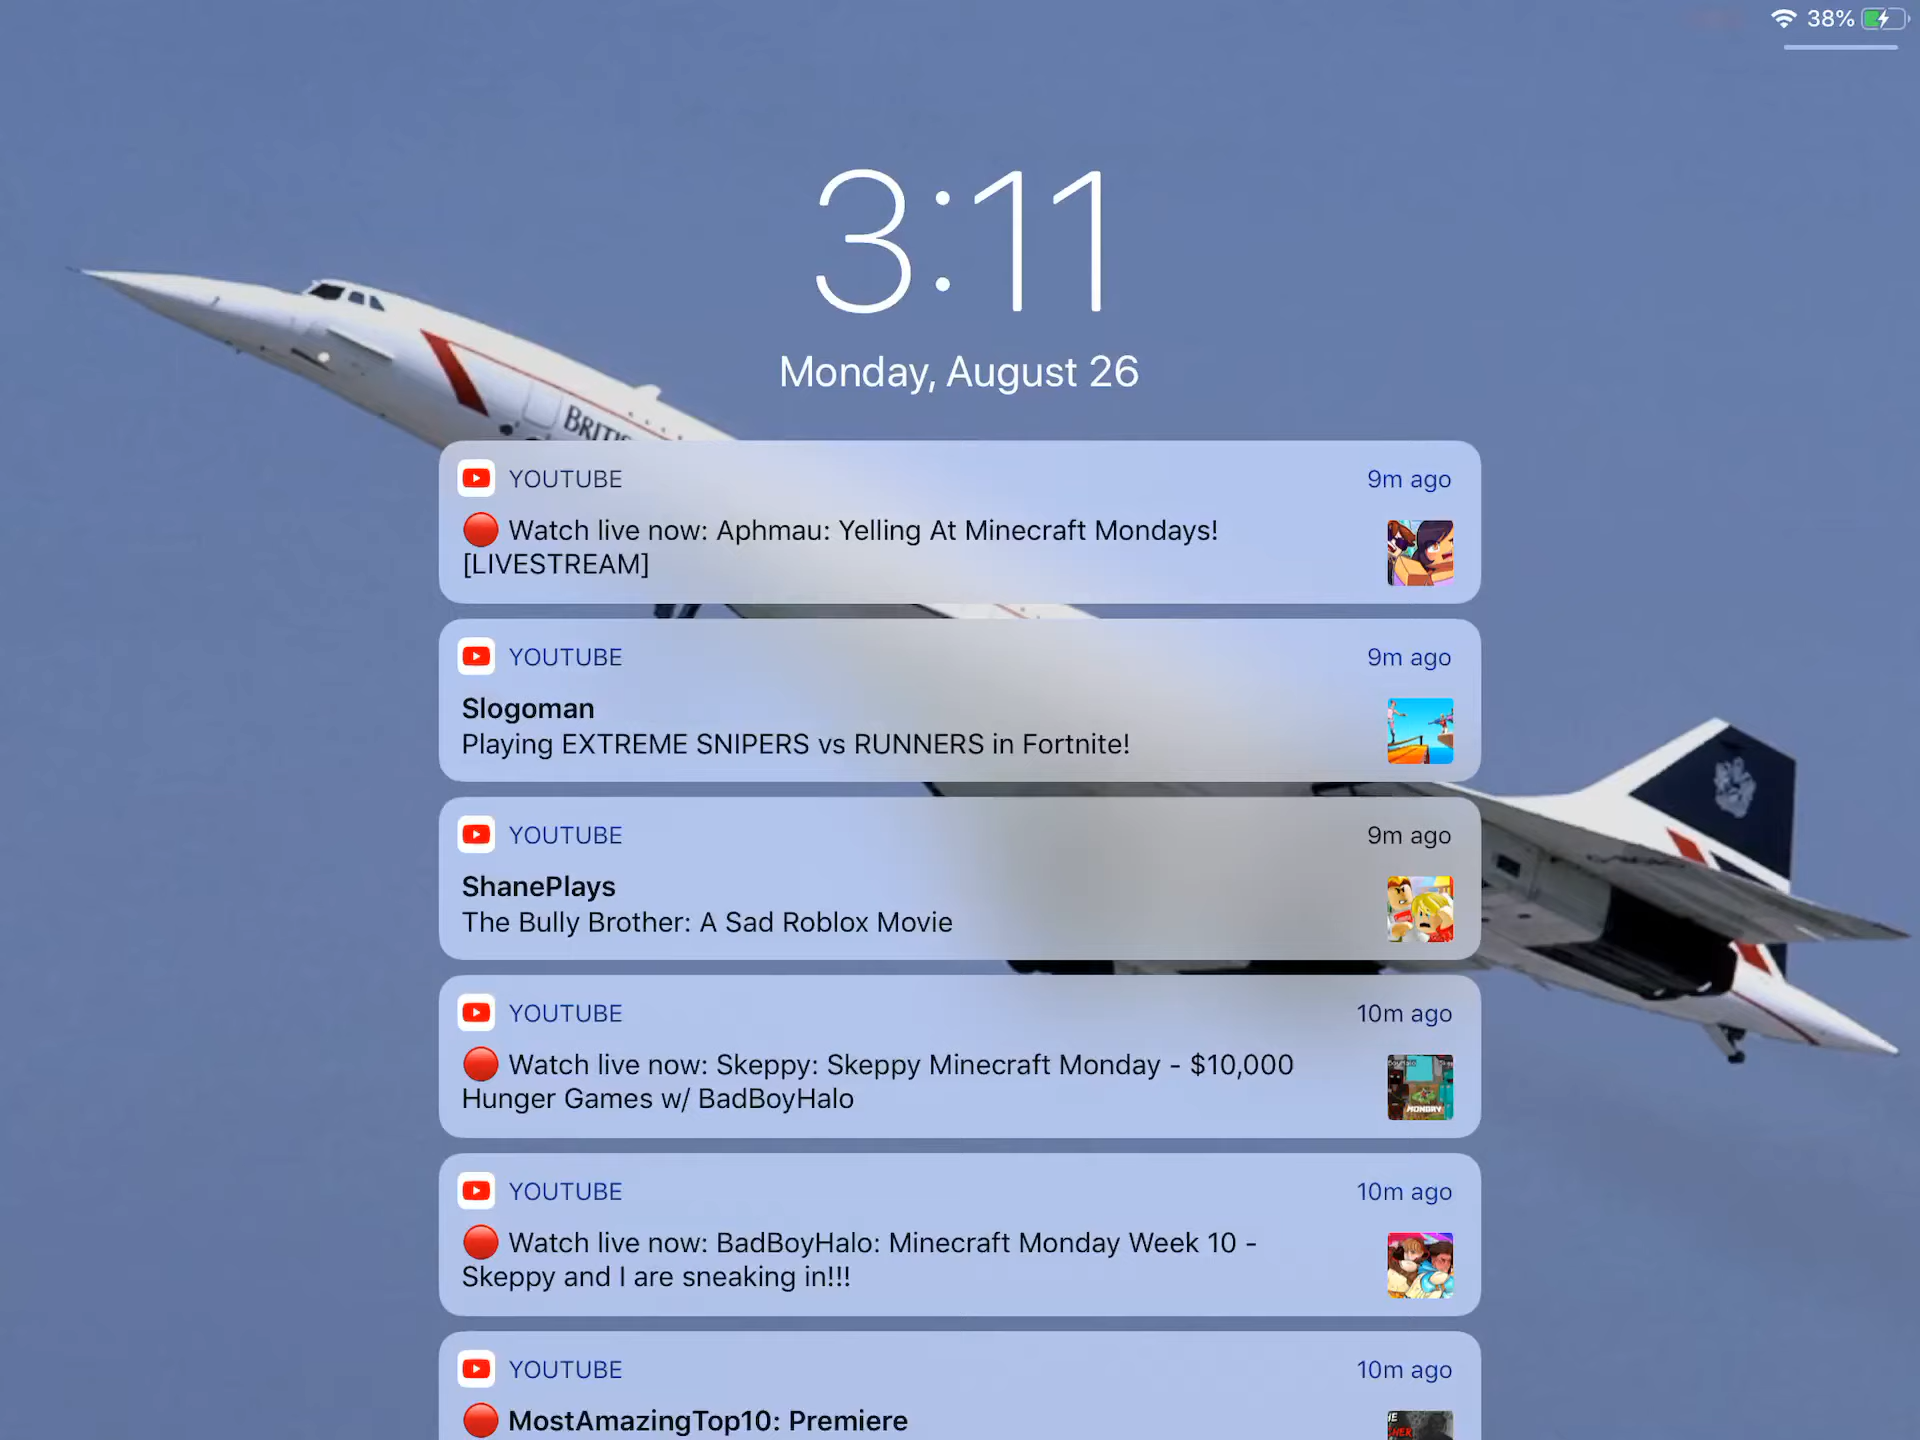 38%
3:11
Monday, August 26
BRITIS
YOUTUBE 9m ago
Watch live now: Aphmau: Yelling At Minecraft Mondays!
[LIVESTREAM]
YOUTUBE 9m ago
Slogoman
Playing EXTREME SNIPERS vs RUNNERS in Fortnite!
YOUTUBE 9m ago
ShanePlays
The Bully Brother: A Sad Roblox Movie
YOUTUBE 10m ago
Watch live now: Skeppy: Skeppy Minecraft Monday - $10,000
Hunger Games w/ BadBoyHalo
MONDAY
YOUTUBE 10m ago
Watch live now: BadBoyHalo: Minecraft Monday Week 10 -
Skeppy and I are sneaking in!!!
YOUTUBE 10m ago
MostAmazingTop10: Premiere